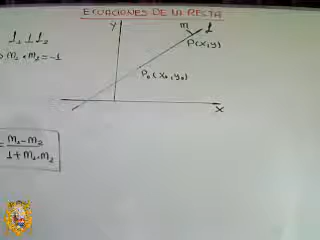 ECUACIONES DE LA RECTA
Y
m
L
P(x,y)
L1 ⊥ L2
m1 • m2 = -1
P0 (x0, y0)
X
= m1 - m2
1 + m1.m2